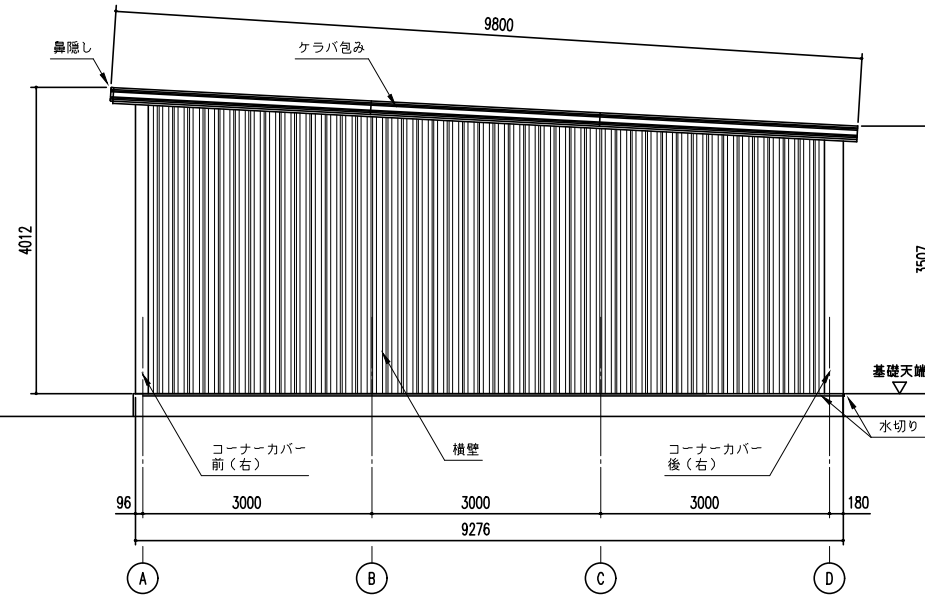 9800
鼻隠し
ケラバ包み
4012
3507
基礎天端
水切り
コーナーカバー
前（右）
横壁
コーナーカバー
後（右）
96
3000
3000
3000
180
9276
A
B
C
D